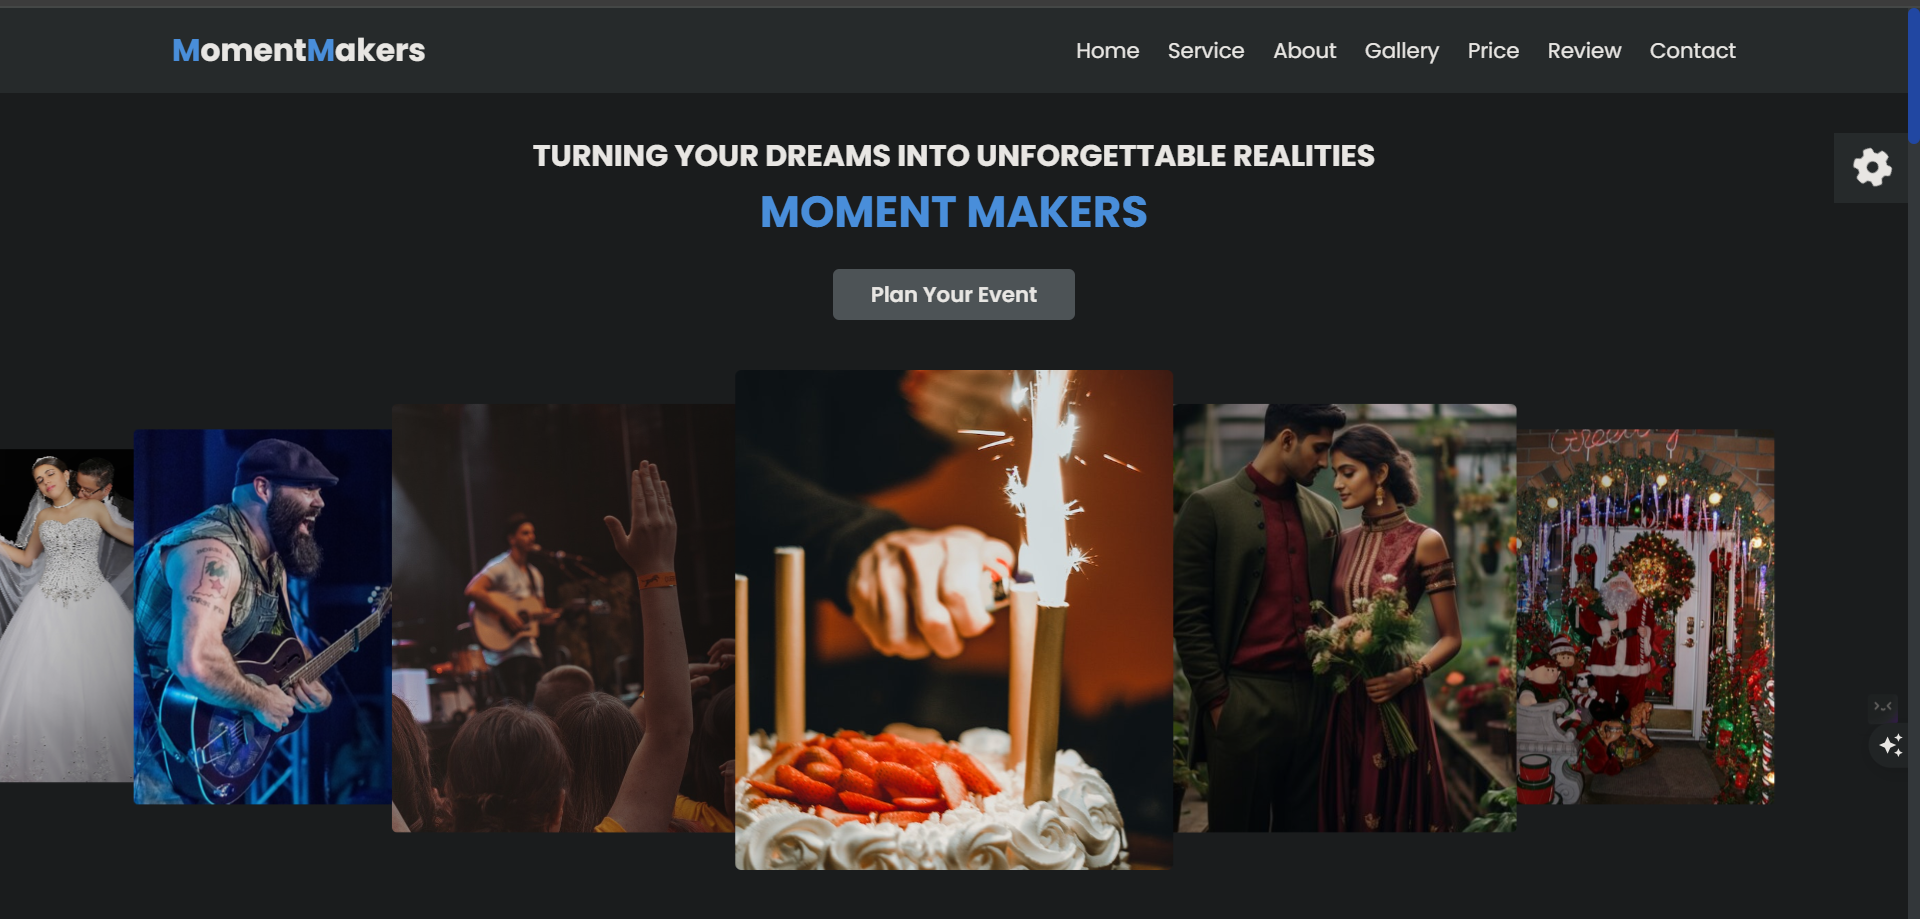 MomentMakers
Home Service About Gallery Price Review Contact
TURNING YOUR DREAMS INTO UNFORGETTABLE REALITIES
MOMENT MAKERS
Plan Your Event
Greetings